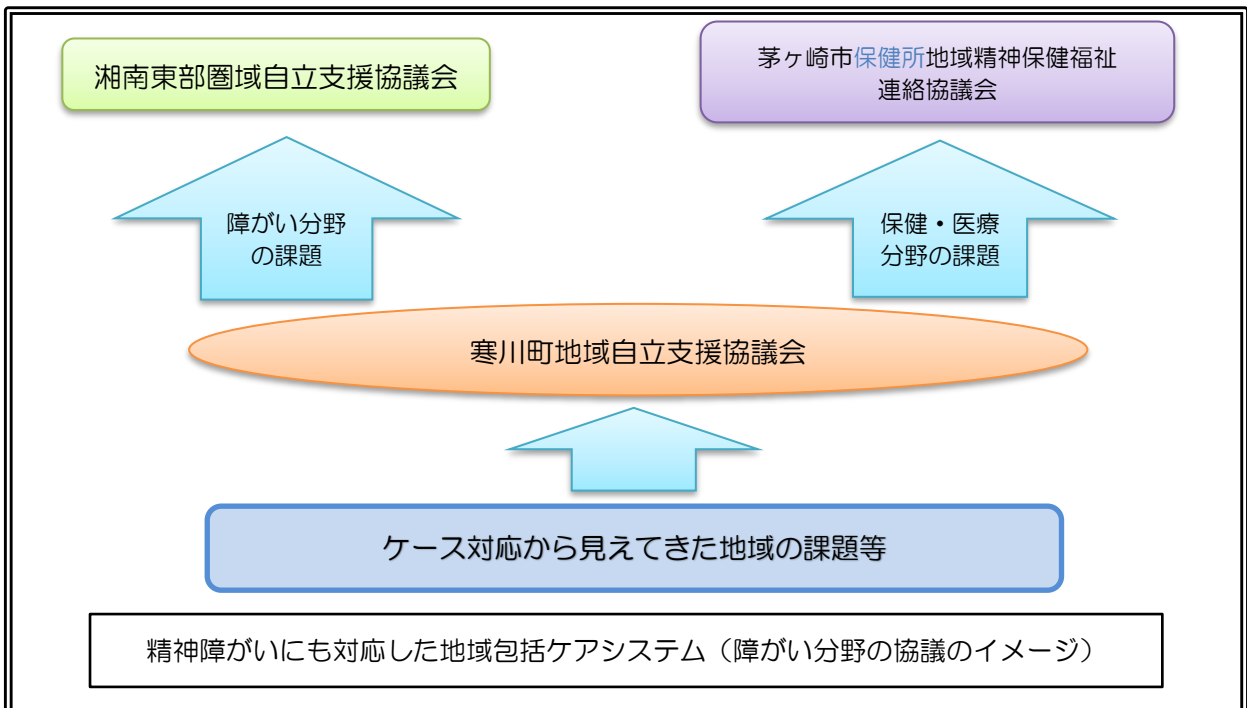 湘南東部圏域自立支援協議会
茅ヶ崎市保健所地域精神保健福祉
連絡協議会
障がい分野
の課題
保健・医療
分野の課題
寒川町地域自立支援協議会
ケース対応から見えてきた地域の課題等
精神障がいにも対応した地域包括ケアシステム（障がい分野の協議のイメージ）